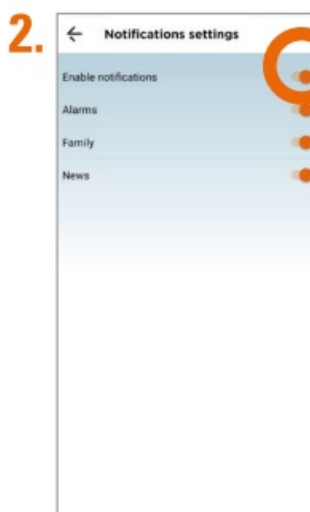 2.
Notifications settings
Enable notifications
Alarms
Family
News